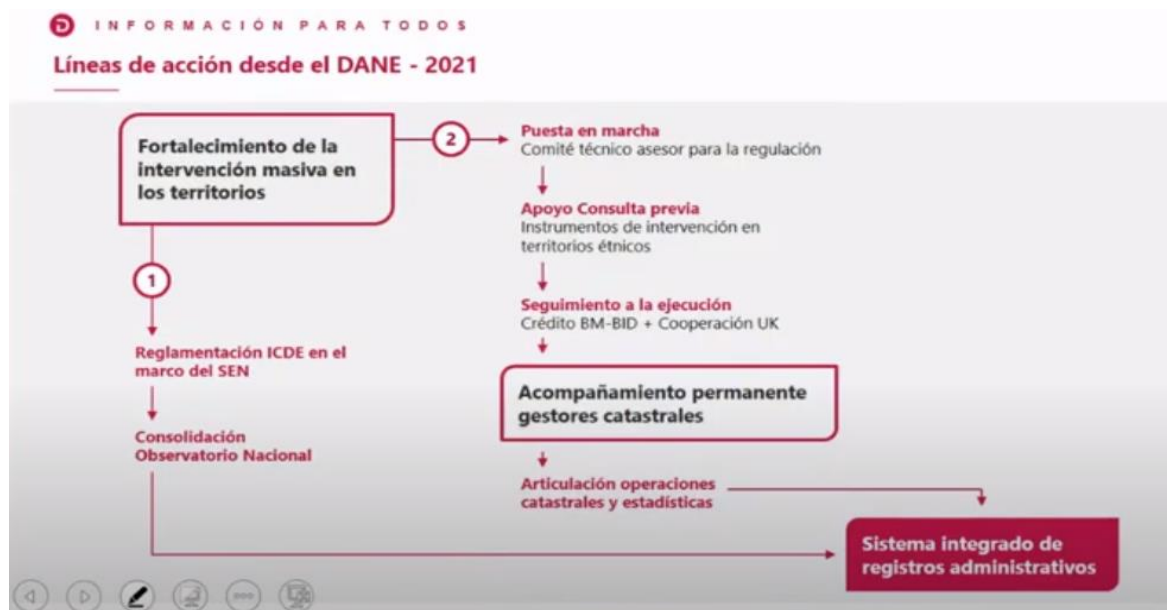 INFORMACIÓN PARA TODOS
Líneas de acción desde el DANE - 2021
Fortalecimiento de la
intervención masiva en
los territorios
1
Reglamentación ICDE en el
marco del SEN
Consolidación
Observatorio Nacional
2
Puesta en marcha
Comité técnico asesor para la regulación
Apoyo Consulta previa
Instrumentos de intervención en
territorios étnicos
Seguimiento a la ejecución
Crédito BM-BID + Cooperación UK
Acompañamiento permanente
gestores catastrales
Articulación operaciones
catastrales y estadísticas
Sistema integrado de
registros administrativos